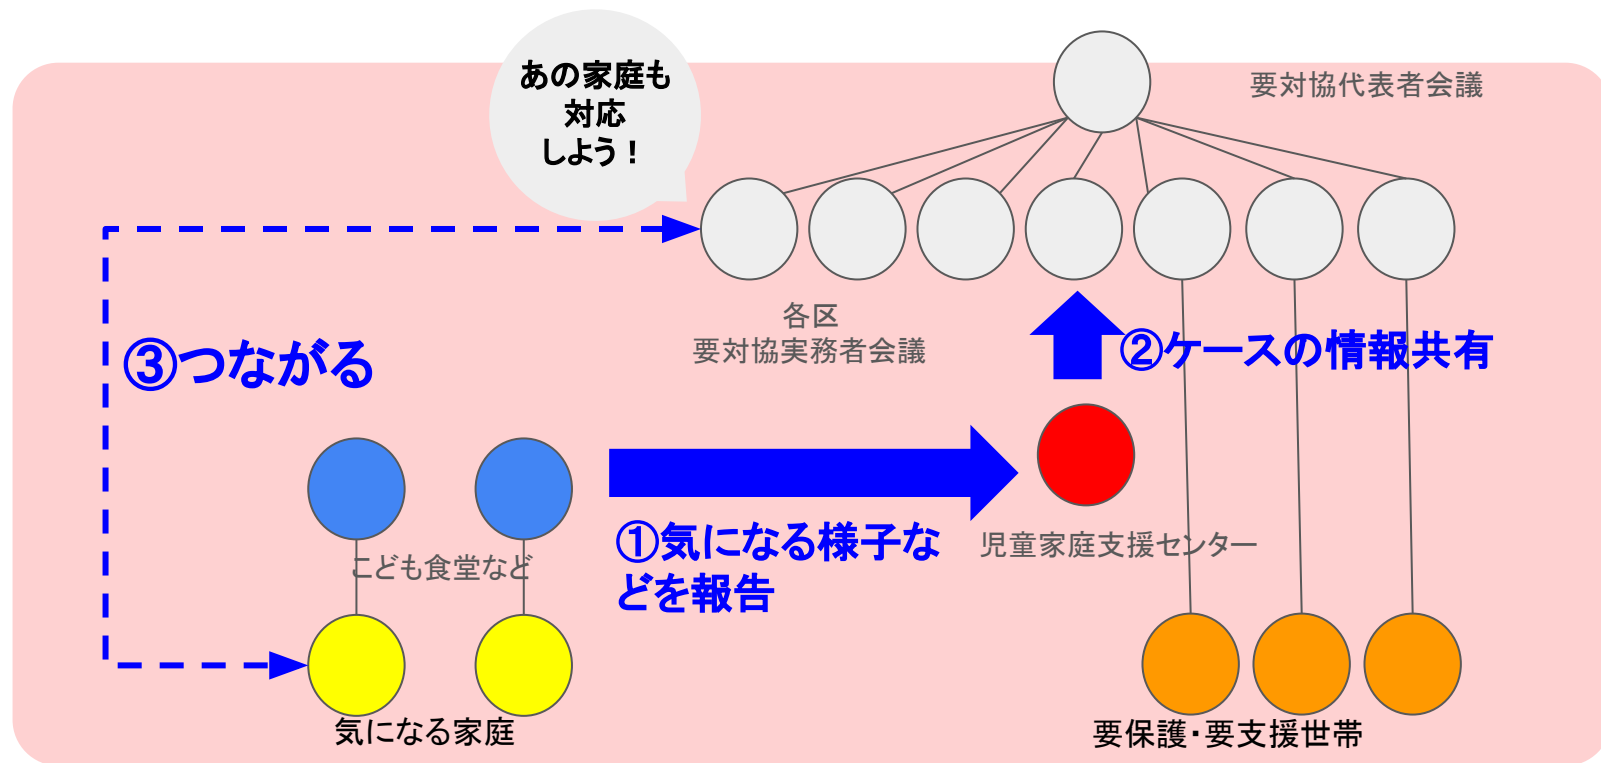 あの家庭も
対応
しよう！
要対協代表者会議
各区
要対協実務者会議
②ケースの情報共有
③つながる
①気になる様子な
どを報告
児童家庭支援センター
こども食堂など
気になる家庭
要保護・要支援世帯